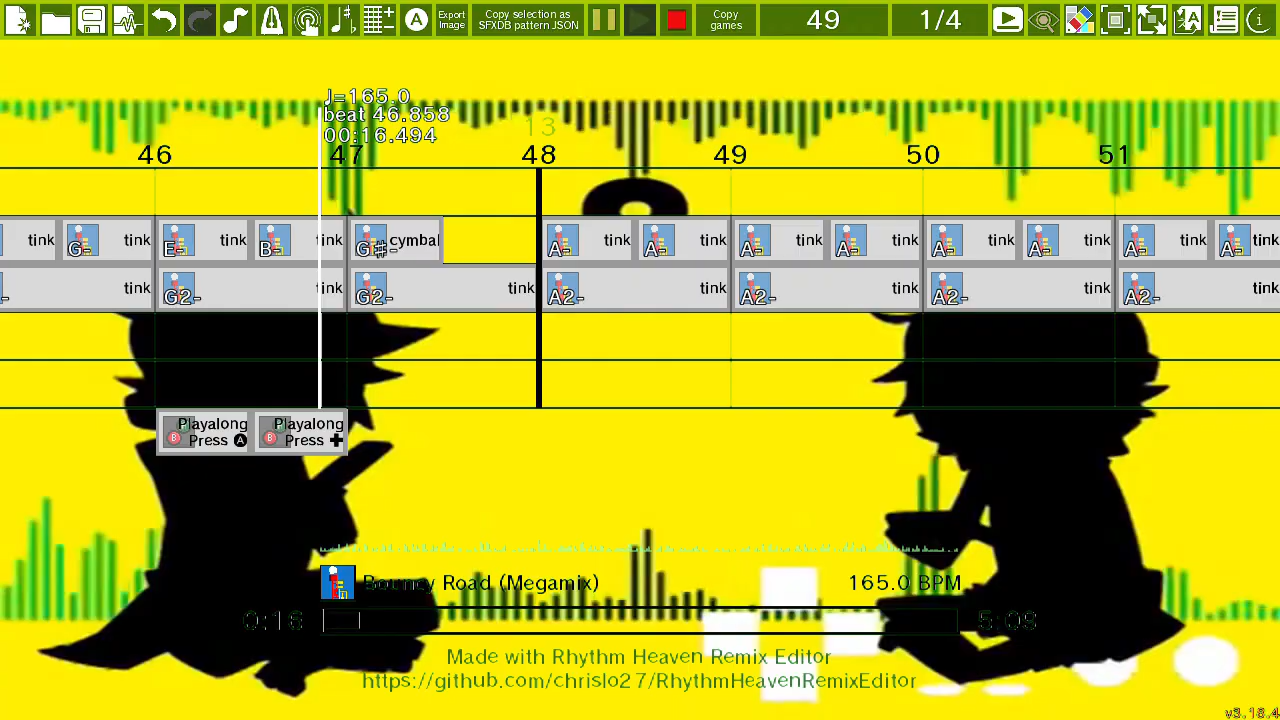 A Export Image Copy selection as SFXDB pattern JSON Copy games 49 1/4 A i
♩=165.0
beat 46.858
00:16.494
13
46 47 48 49 50 51
tink G- tink E- tink B- tink G#- cymbal A- tink A- tink A- tink A- tink A- tink A- tink A- tink A- tink
- tink G2- tink G2- tink A2- tink A2- tink A2- tink A2- tink
Playalong Playalong
B Press A B Press +
Bouncy Road (Megamix) 165.0 BPM
0:16 5:09
Made with Rhythm Heaven Remix Editor
https://github.com/chrislo27/RhythmHeavenRemixEditor
v3.18.4